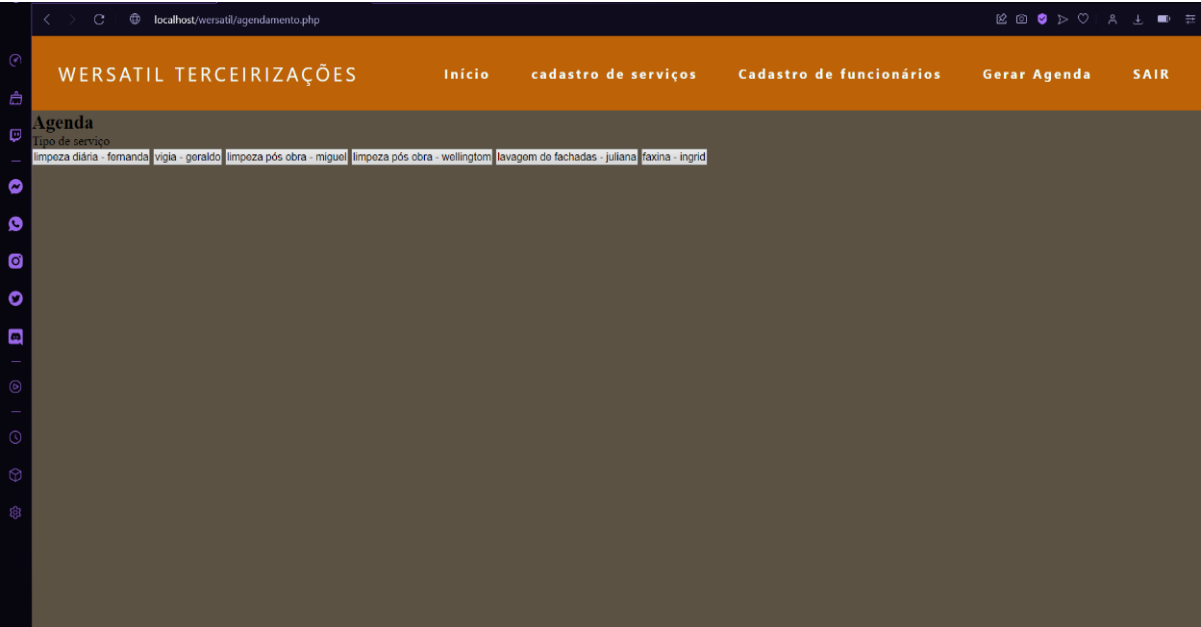 localhost/wersatil/agendamento.php
WERSATIL TERCEIRIZAÇÕES Início cadastro de serviços Cadastro de funcionários Gerar Agenda SAIR
Agenda
Tipo de serviço
limpeza diária - fernanda vigia - geraldo limpeza pós obra - miguel limpeza pós obra - wellingtom lavagem de fachadas - juliana faxina - ingrid